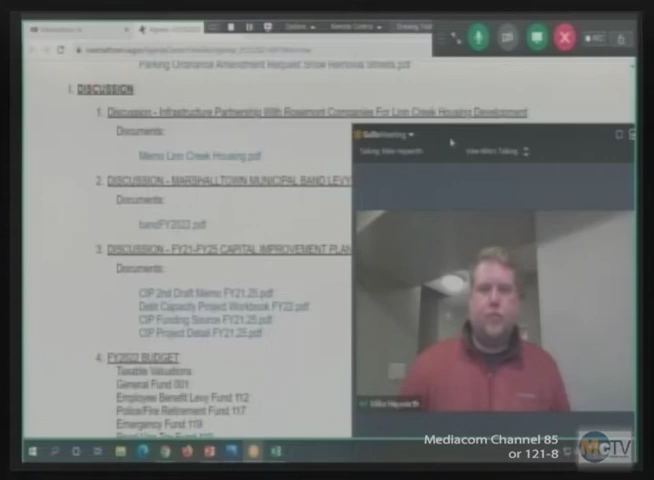 Parking Ordinance Amendment Request Snow Removal Streets.pdf
I. DISCUSSION
1. Discussion - Infrastructure Partnership With Rosemont Companies For Linn Creek Housing Development
Documents:
Memo Linn Creek Housing.pdf
2. DISCUSSION - MARSHALLTOWN MUNICIPAL BAND LEVY
Documents:
bandFY2022.pdf
3. DISCUSSION - FY21-FY25 CAPITAL IMPROVEMENT PLAN
Documents:
CIP 2nd Draft Memo FY21.25.pdf
Debt Capacity Project Workbook FY22.pdf
CIP Funding Source FY21.25.pdf
CIP Project Detail FY21.25.pdf
4. FY2022 BUDGET
Taxable Valuations
General Fund 001
Employee Benefit Levy Fund 112
Police/Fire Retirement Fund 117
Emergency Fund 119
GoToMeeting
Talking:
Mediacom Channel 85
or 121-8
MCTV